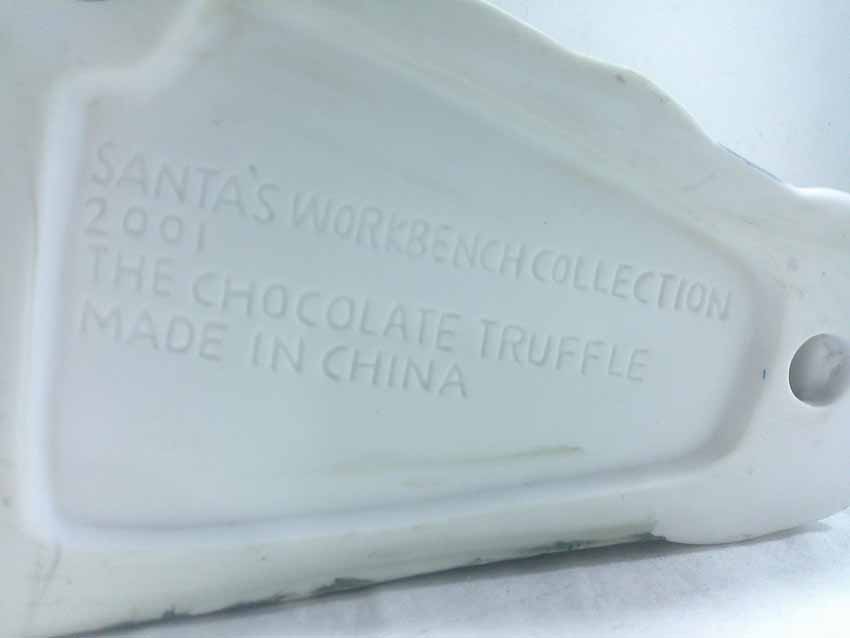 SANTA'S WORKBENCH COLLECTION
2001
THE CHOCOLATE TRUFFLE
MADE IN CHINA